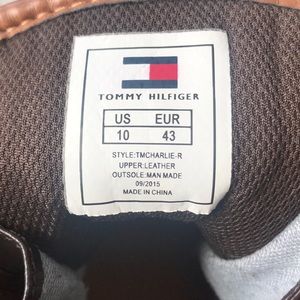 TOMMY HILFIGER
US EUR
10 43
STYLE:TMCHARLIE-R
UPPER:LEATHER
OUTSOLE:MAN MADE
09/2015
MADE IN CHINA